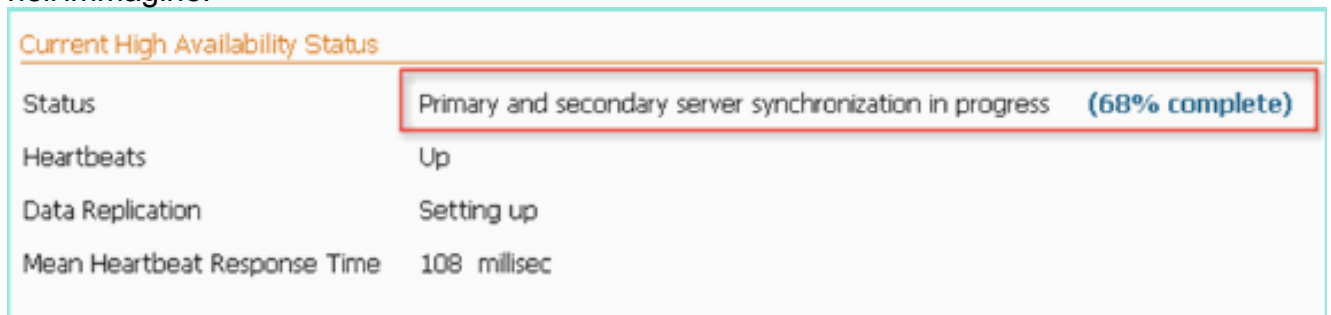 Current High Availability Status
Status Primary and secondary server synchronization in progress (68% complete)
Heartbeats Up
Data Replication Setting up
Mean Heartbeat Response Time 108 millisec